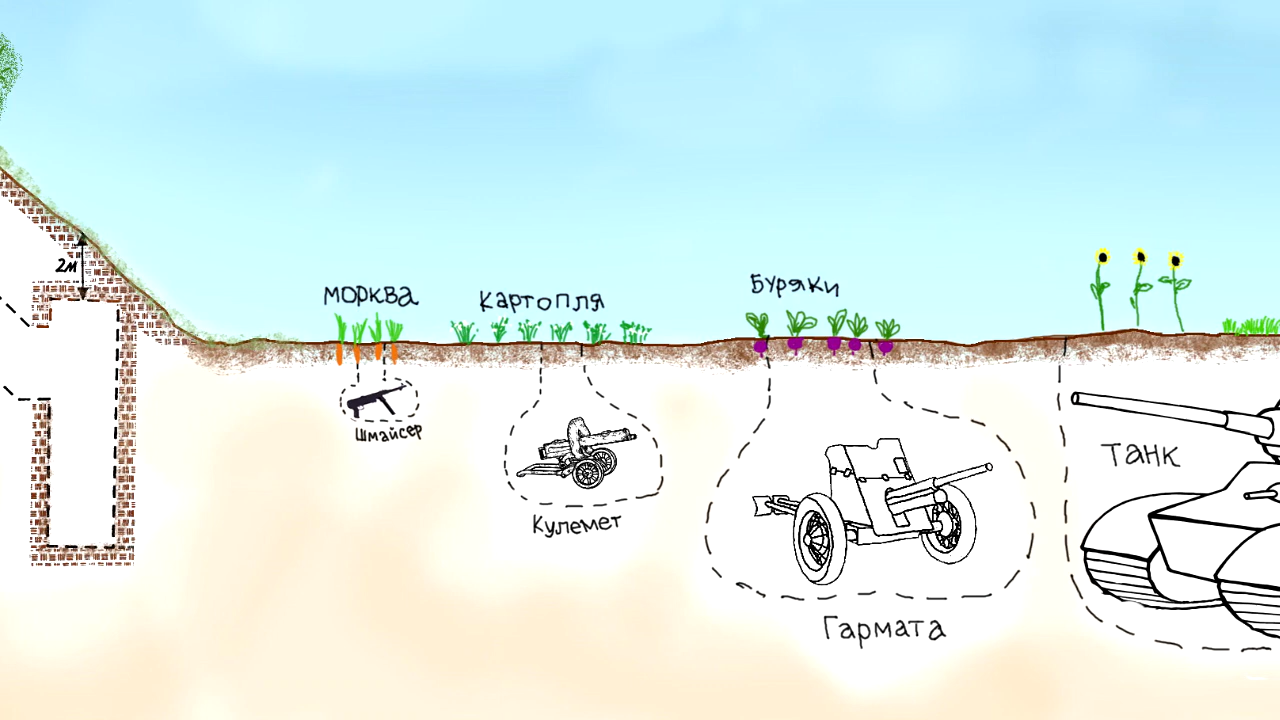 2м
морква
картопля
Буряки
Шмайсер
Кулемет
Гармата
танк